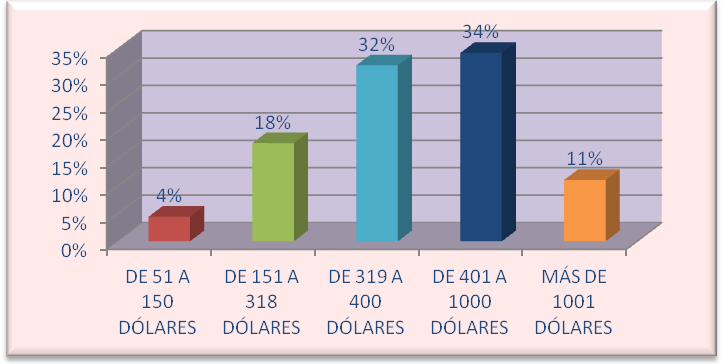 34%
32%
18%
11%
4%
35%
30%
25%
20%
15%
10%
5%
0%
DE 51 A
150
DÓLARES
DE 151 A
318
DÓLARES
DE 319 A
400
DÓLARES
DE 401 A
1000
DÓLARES
MÁS DE
1001
DÓLARES